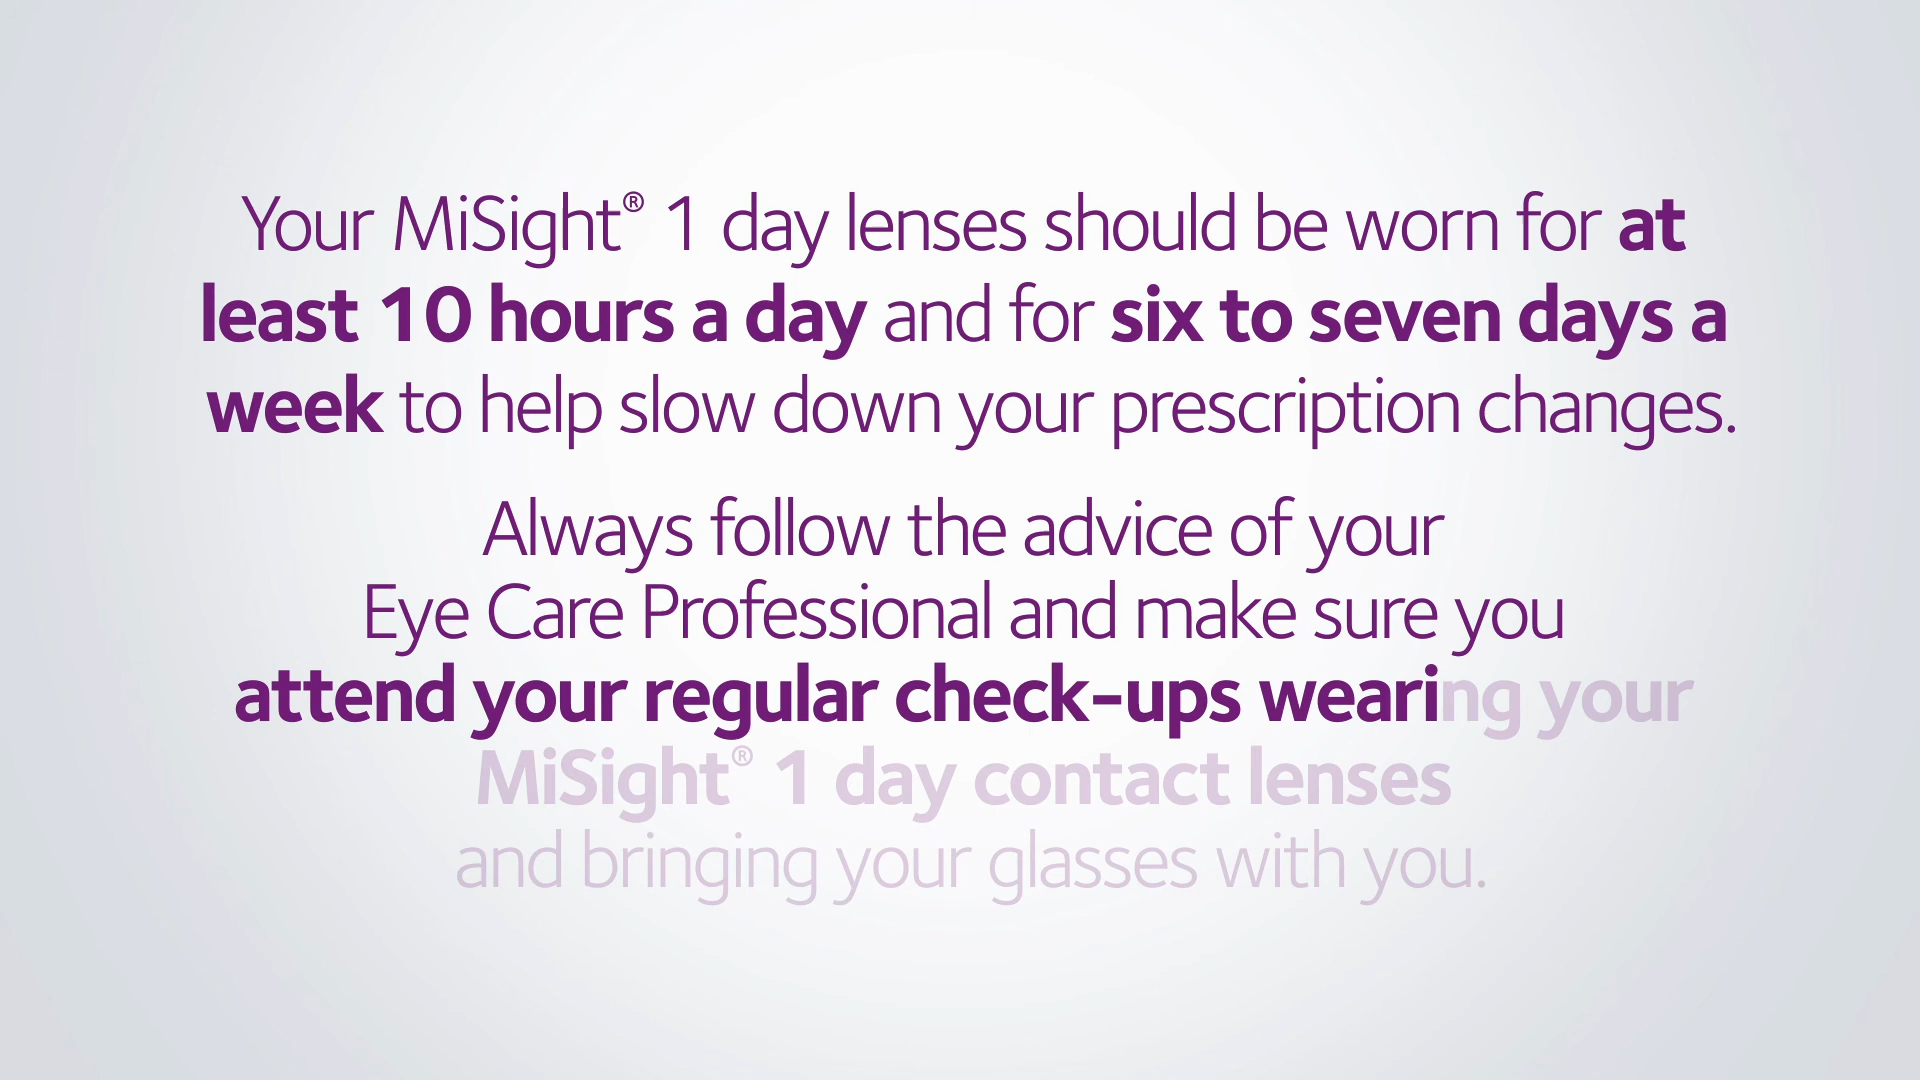 Your MiSight® 1 day lenses should be worn for at
least 10 hours a day and for six to seven days a
week to help slow down your prescription changes.
Always follow the advice of your
Eye Care Professional and make sure you
attend your regular check-ups wearing your
MiSight® 1 day contact lenses
and bringing your glasses with you.